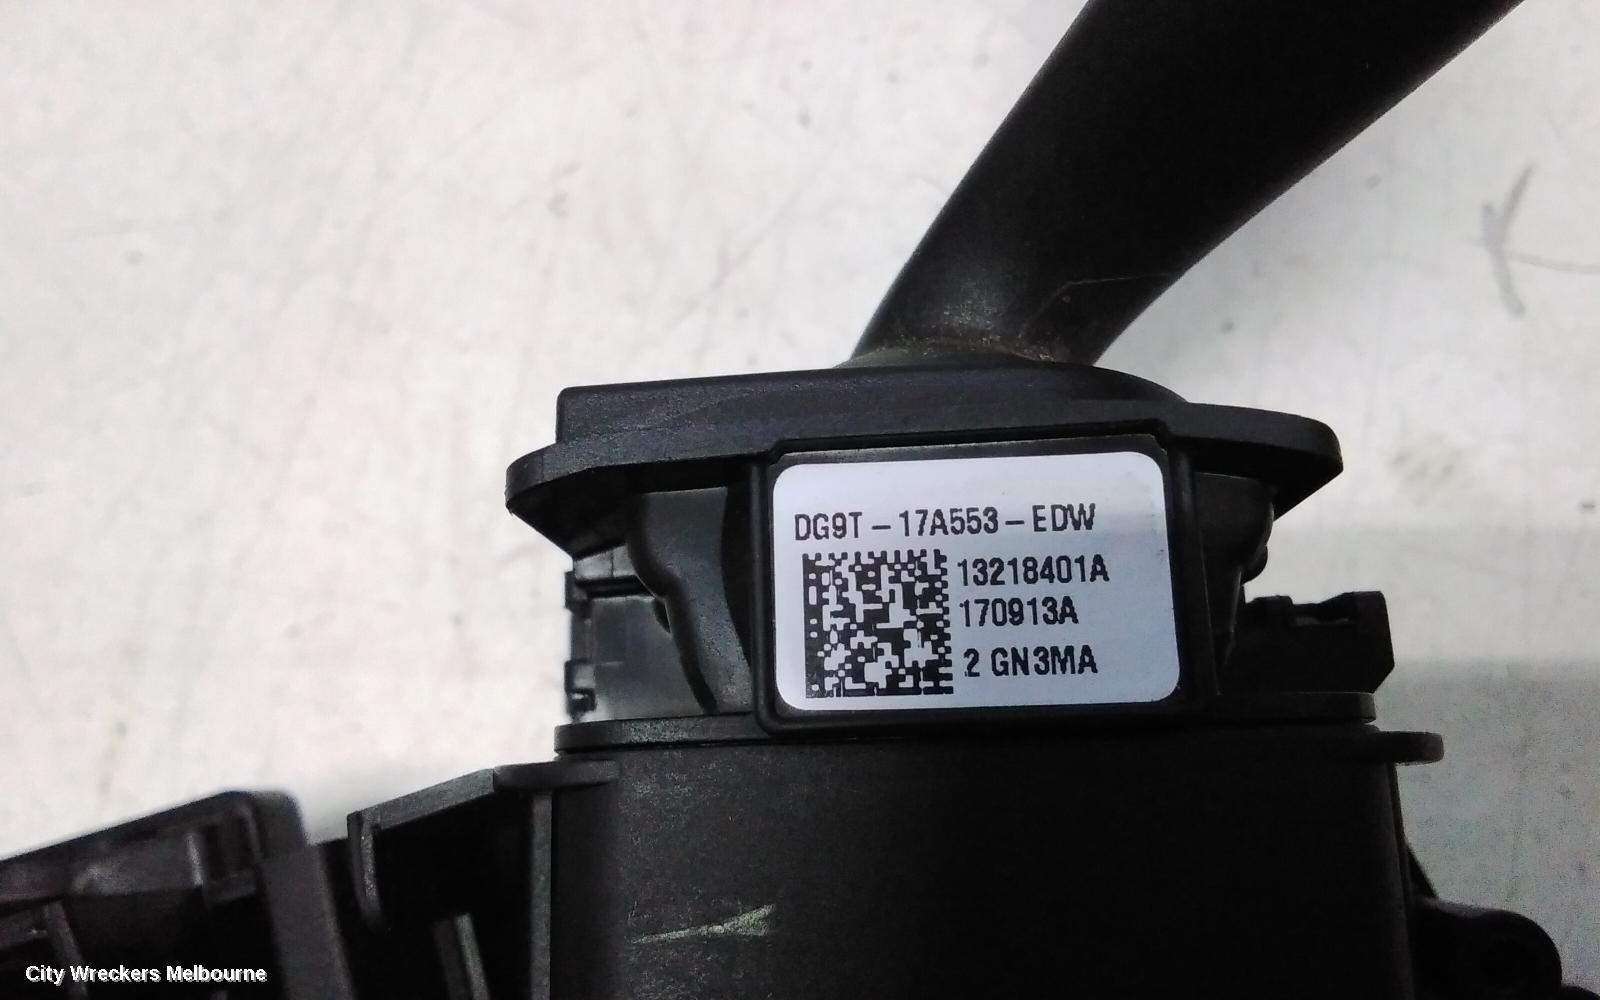 DG9T-17A553-EDW
13218401A
170913A
2 GN3MA
City Wreckers Melbourne